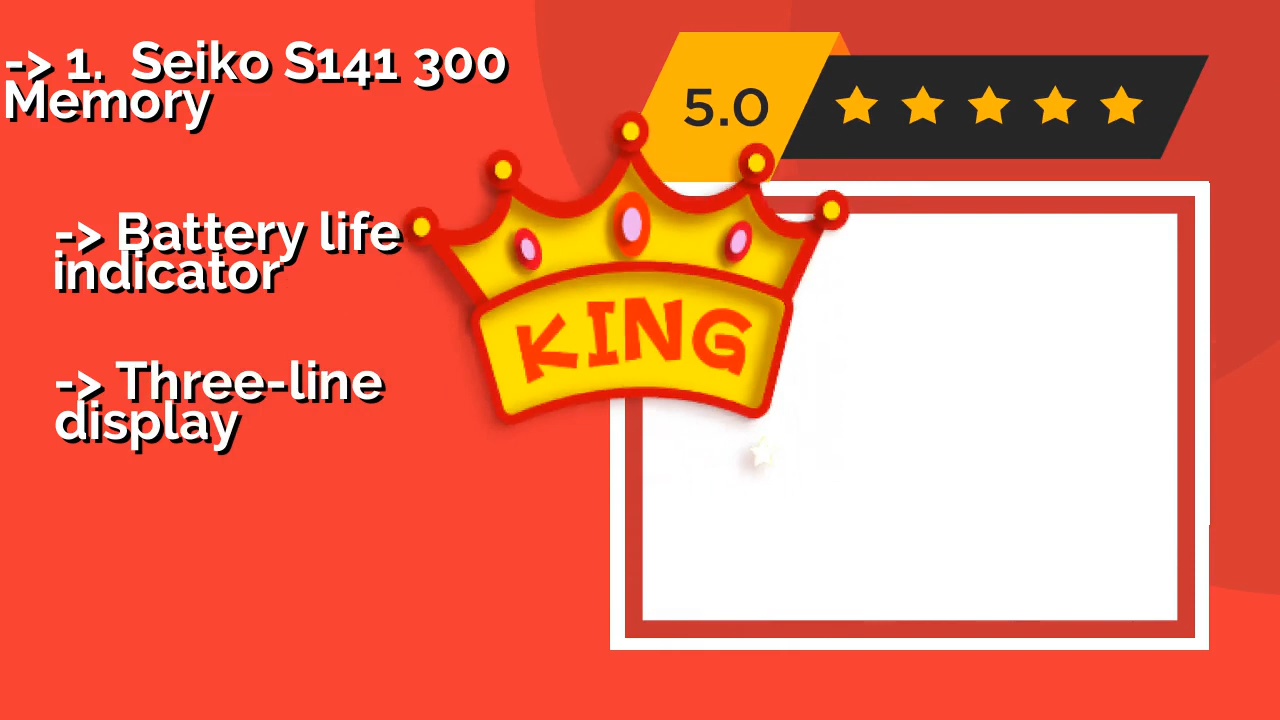 -> 1.  Seiko S141 300
Memory
5.0
-> Battery life
indicator
KING
-> Three-line
display